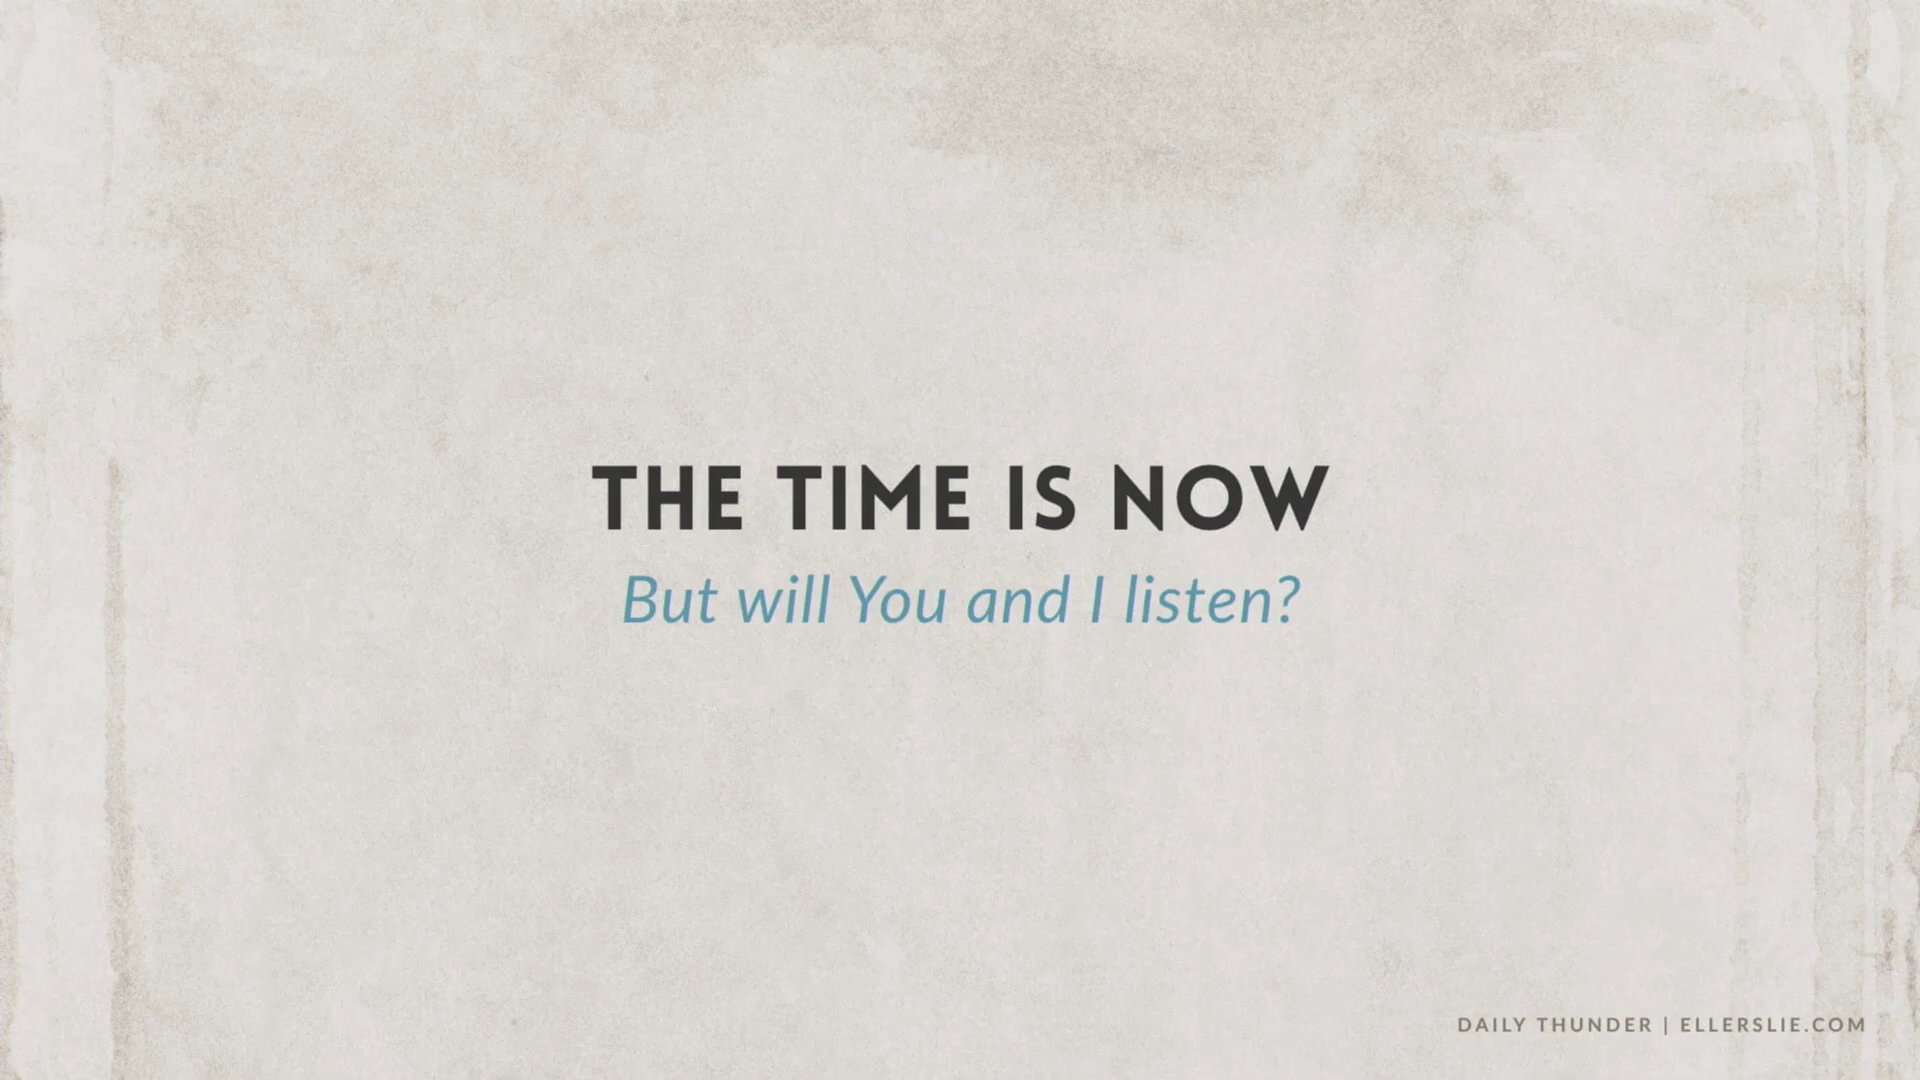 THE TIME IS NOW
But will You and I listen?
DAILY THUNDER | ELLERSLIE.COM